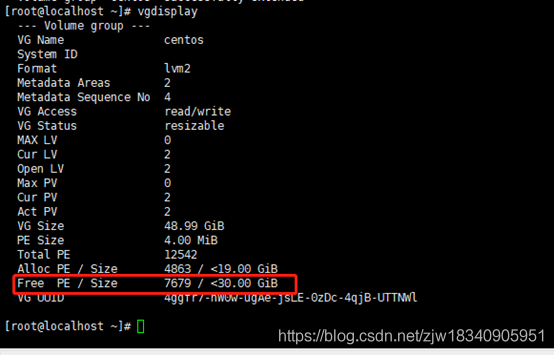 [root@localhost ~]# vgdisplay
--- Volume group ---
VG Name centos
System ID
Format lvm2
Metadata Areas 2
Metadata Sequence No 4
VG Access read/write
VG Status resizable
MAX LV 0
Cur LV 2
Open LV 2
Max PV 0
Cur PV 2
Act PV 2
VG Size 48.99 GiB
PE Size 4.00 MiB
Total PE 12542
Alloc PE / Size 4863 / <19.00 GiB
Free PE / Size 7679 / <30.00 GiB
VG UUID 4ggfr7-nW0w-ugAe-jsLE-0zDc-4qjB-UTTNWl
[root@localhost ~]#
https://blog.csdn.net/zjw18340905951